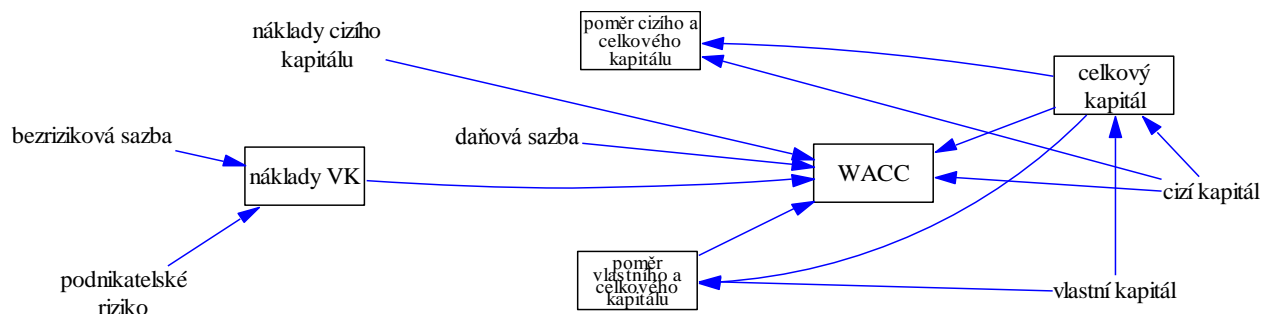 náklady cizího
kapitálu
poměr cizího a
celkového
kapitálu
celkový
kapitál
bezriziková sazba
daňová sazba
náklady VK
WACC
cizí kapitál
podnikatelské
riziko
poměr
vlastního a
celkového
kapitálu
vlastní kapitál